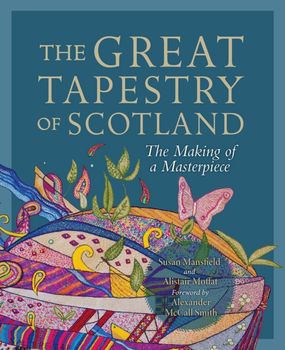 THE GREAT
TAPESTRY
OF SCOTLAND
The Making of
a Masterpiece
Susan Mansfield
and
Alistair Moffat
Foreword by
Alexander
McCall Smith